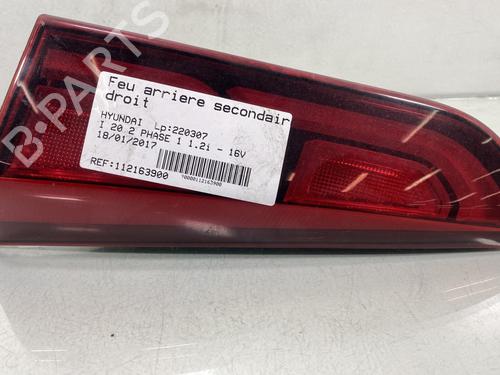 Feu arriere secondair
droit
HYUNDAI Lp:220307
I 20 2 PHASE 1 1.2i - 16V
18/01/2017
REF:112163900
*0000112163900
B-PARTS